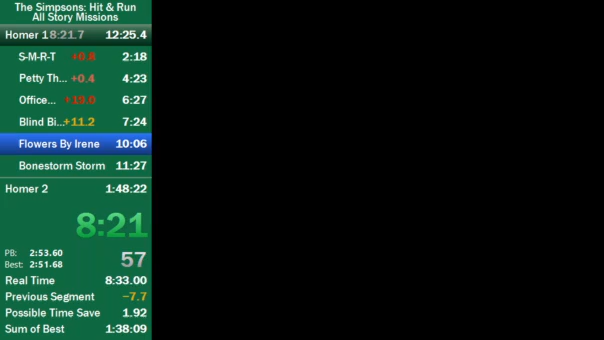 The Simpsons: Hit & Run
All Story Missions
Homer 1 8:21.7 12:25.4
S-M-R-T +0.8 2:18
Petty Th... +0.4 4:23
Office... +19.0 6:27
Blind Bi... +11.2 7:24
Flowers By Irene 10:06
Bonestorm Storm 11:27
Homer 2 1:48:22
8:21
PB: 2:53.60
Best: 2:51.68
57
Real Time 8:33.00
Previous Segment −7.7
Possible Time Save 1.92
Sum of Best 1:38:09